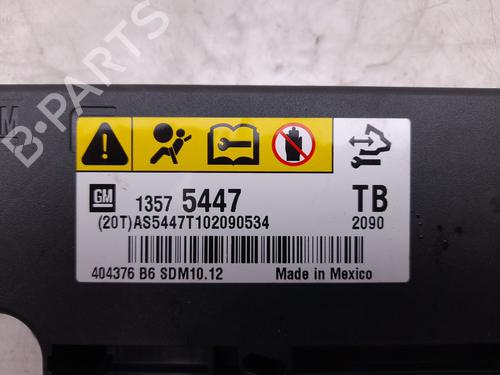 B-PARTS
M
GM
1357 5447
TB
(20T)AS5447T102090534
2090
404376 B6 SDM10.12
Made in Mexico